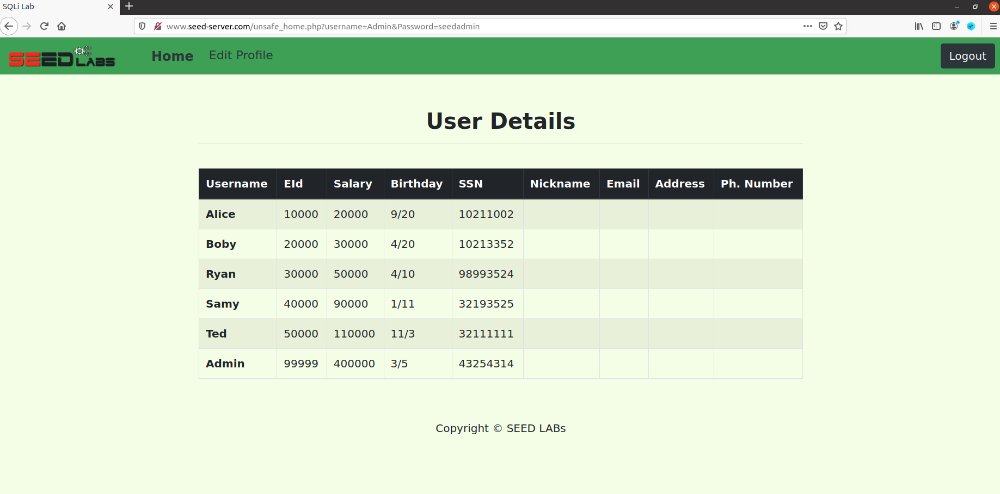 SQLi Lab
www.seed-server.com/unsafe_home.php?username=Admin&Password=seedadmin
SEED LABS Home Edit Profile Logout
User Details
Username EId Salary Birthday SSN Nickname Email Address Ph. Number
Alice 10000 20000 9/20 10211002
Boby 20000 30000 4/20 10213352
Ryan 30000 50000 4/10 98993524
Samy 40000 90000 1/11 32193525
Ted 50000 110000 11/3 32111111
Admin 99999 400000 3/5 43254314
Copyright © SEED LABs